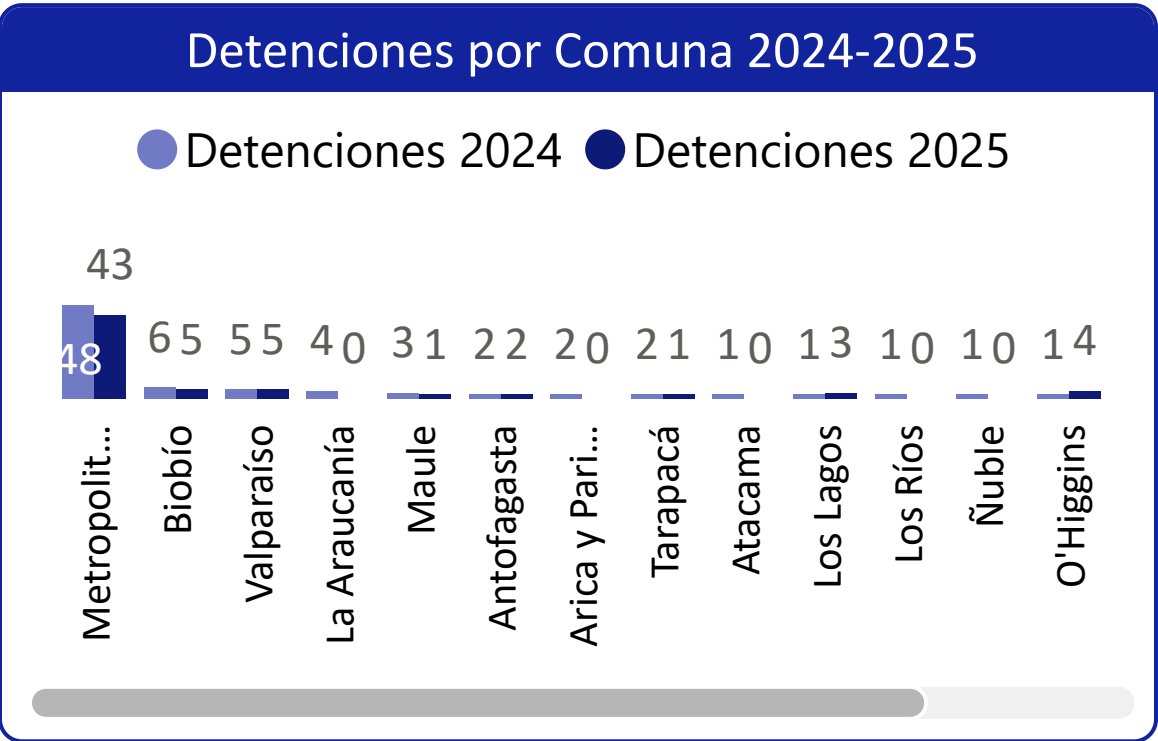 Detenciones por Comuna 2024-2025
Detenciones 2024 Detenciones 2025
48 43 6 5 5 5 4 0 3 1 2 2 2 0 2 1 1 0 1 3 1 0 1 0 1 4
Metropolit...
Biobío
Valparaíso
La Araucanía
Maule
Antofagasta
Arica y Pari...
Tarapacá
Atacama
Los Lagos
Los Ríos
Ñuble
O'Higgins